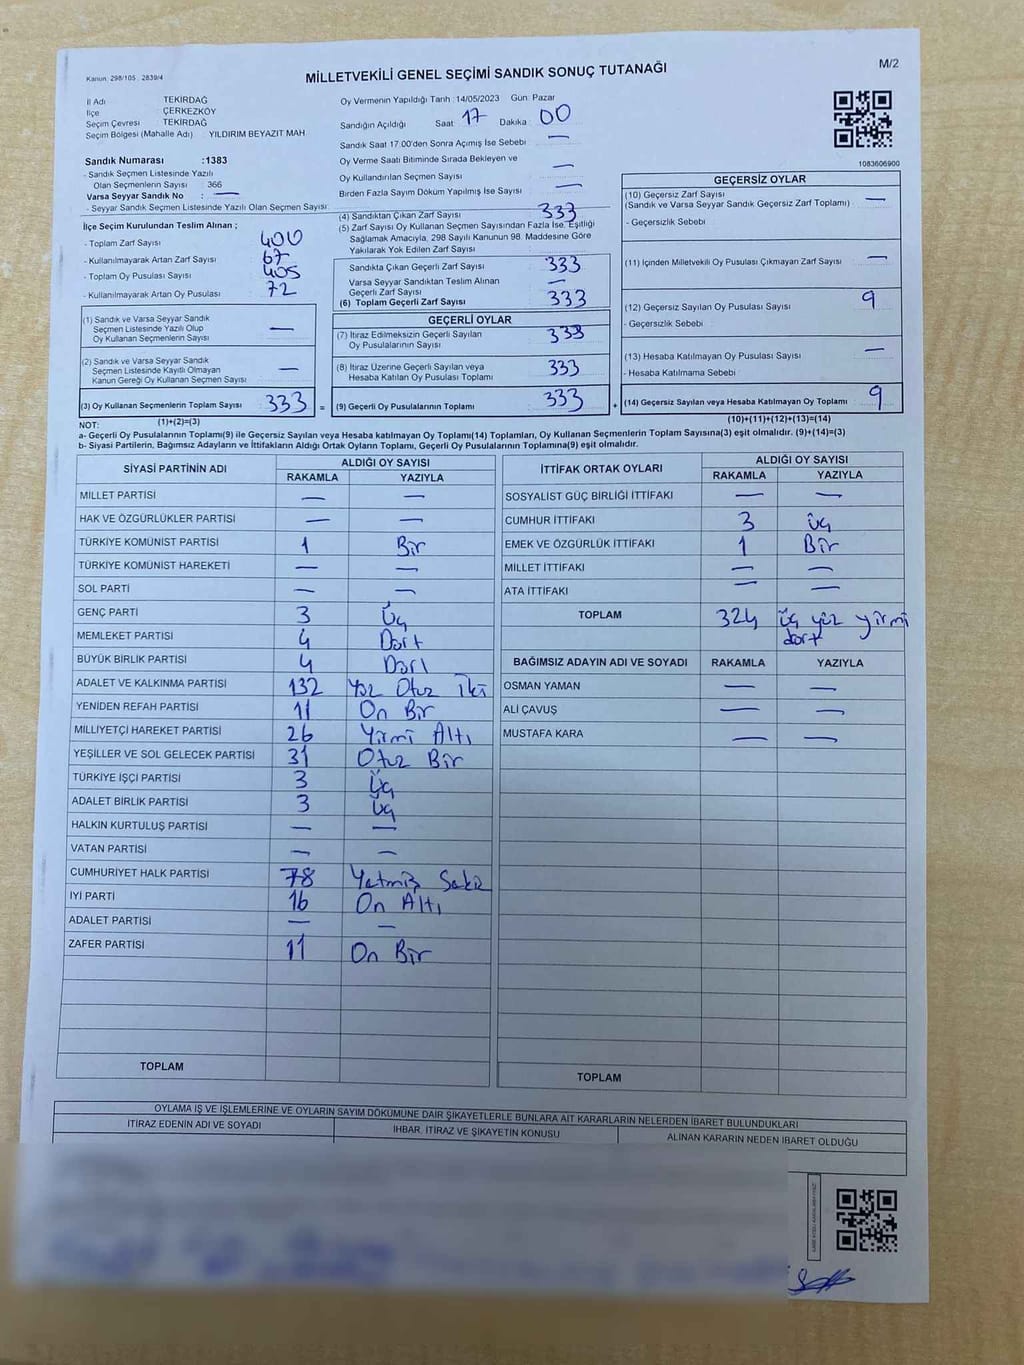 Kanun: 298/105, 2839/4
MİLLETVEKİLİ GENEL SEÇİMİ SANDIK SONUÇ TUTANAĞI
M/2
İl Adı TEKİRDAĞ
İlçe ÇERKEZKÖY
Seçim Çevresi TEKİRDAĞ
Seçim Bölgesi (Mahalle Adı) YILDIRIM BEYAZIT MAH.
Sandık Numarası :1383
- Sandık Seçmen Listesinde Yazılı
Olan Seçmenlerin Sayısı 366
Varsa Seyyar Sandık No : —
- Seyyar Sandık Seçmen Listesinde Yazılı Olan Seçmen Sayısı:
Oy Vermenin Yapıldığı Tarih :14/05/2023 Gün: Pazar
Sandığın Açıldığı Saat 17 Dakika : 00
Sandık Saat 17.00'den Sonra Açımış İse Sebebi —
Oy Verme Saati Bitiminde Sırada Bekleyen ve
Oy Kullandırılan Seçmen Sayısı —
Birden Fazla Sayım Döküm Yapılmış İse Sayısı —
1083606900
İlçe Seçim Kurulundan Teslim Alınan ;
- Toplam Zarf Sayısı 400
- Kullanılmayarak Artan Zarf Sayısı 67
- Toplam Oy Pusulası Sayısı 405
- Kullanılmayarak Artan Oy Pusulası 72
(1) Sandık ve Varsa Seyyar Sandık
Seçmen Listesinde Yazılı Olup
Oy Kullanan Seçmenlerin Sayısı —
(2) Sandık ve Varsa Seyyar Sandık
Seçmen Listesinde Kayıtlı Olmayan
Kanun Gereği Oy Kullanan Seçmen Sayısı —
(3) Oy Kullanan Seçmenlerin Toplam Sayısı 333 =
(1)+(2)=(3)
(4) Sandıktan Çıkan Zarf Sayısı 333
(5) Zarf Sayısı Oy Kullanan Seçmen Sayısından Fazla İse, Eşitliği
Sağlamak Amacıyla, 298 Sayılı Kanunun 98. Maddesine Göre
Yakılarak Yok Edilen Zarf Sayısı
Sandıkta Çıkan Geçerli Zarf Sayısı 333
Varsa Seyyar Sandıktan Teslim Alınan
Geçerli Zarf Sayısı —
(6) Toplam Geçerli Zarf Sayısı 333
GEÇERLİ OYLAR
(7) İtiraz Edilmeksizin Geçerli Sayılan
Oy Pusulalarının Sayısı 333
(8) İtiraz Üzerine Geçerli Sayılan veya
Hesaba Katılan Oy Pusulası Toplamı 333
(9) Geçerli Oy Pusulalarının Toplamı 333 +
GEÇERSİZ OYLAR
(10) Geçersiz Zarf Sayısı
(Sandık ve Varsa Seyyar Sandık Geçersiz Zarf Toplamı) —
- Geçersizlik Sebebi
(11) İçinden Milletvekili Oy Pusulası Çıkmayan Zarf Sayısı —
(12) Geçersiz Sayılan Oy Pusulası Sayısı 9
- Geçersizlik Sebebi
(13) Hesaba Katılmayan Oy Pusulası Sayısı —
- Hesaba Katılmama Sebebi
(14) Geçersiz Sayılan veya Hesaba Katılmayan Oy Toplamı 9
(10)+(11)+(12)+(13)=(14)
NOT:
a- Geçerli Oy Pusulalarının Toplamı(9) ile Geçersiz Sayılan veya Hesaba katılmayan Oy Toplamı(14) Toplamları, Oy Kullanan Seçmenlerin Toplam Sayısına(3) eşit olmalıdır. (9)+(14)=(3)
b- Siyasi Partilerin, Bağımsız Adayların ve İttifakların Aldığı Ortak Oyların Toplamı, Geçerli Oy Pusulalarının Toplamına(9) eşit olmalıdır.
SİYASİ PARTİNİN ADI ALDIĞI OY SAYISI
RAKAMLA YAZIYLA
MİLLET PARTİSİ — —
HAK VE ÖZGÜRLÜKLER PARTİSİ — —
TÜRKİYE KOMÜNİST PARTİSİ 1 Bir
TÜRKİYE KOMÜNİST HAREKETİ — —
SOL PARTİ — —
GENÇ PARTİ 3 Üç
MEMLEKET PARTİSİ 4 Dört
BÜYÜK BİRLİK PARTİSİ 4 Dört
ADALET VE KALKINMA PARTİSİ 132 Yüz Otuz İki
YENİDEN REFAH PARTİSİ 11 On Bir
MİLLİYETÇİ HAREKET PARTİSİ 26 Yirmi Altı
YEŞİLLER VE SOL GELECEK PARTİSİ 31 Otuz Bir
TÜRKİYE İŞÇİ PARTİSİ 3 Üç
ADALET BİRLİK PARTİSİ 3 Üç
HALKIN KURTULUŞ PARTİSİ — —
VATAN PARTİSİ — —
CUMHURİYET HALK PARTİSİ 78 Yetmiş Sekiz
İYİ PARTİ 16 On Altı
ADALET PARTİSİ — —
ZAFER PARTİSİ 11 On Bir
TOPLAM
İTTİFAK ORTAK OYLARI ALDIĞI OY SAYISI
RAKAMLA YAZIYLA
SOSYALİST GÜÇ BİRLİĞİ İTTİFAKI — —
CUMHUR İTTİFAKI 3 üç
EMEK VE ÖZGÜRLÜK İTTİFAKI 1 Bir
MİLLET İTTİFAKI — —
ATA İTTİFAKI — —
TOPLAM 324 üç yüz yirmi
dört
BAĞIMSIZ ADAYIN ADI VE SOYADI RAKAMLA YAZIYLA
OSMAN YAMAN — —
ALİ ÇAVUŞ — —
MUSTAFA KARA — —
TOPLAM
OYLAMA İŞ VE İŞLEMLERİNE VE OYLARIN SAYIM DÖKÜMÜNE DAİR ŞİKAYETLERLE BUNLARA AİT KARARLARIN NELERDEN İBARET BULUNDUKLARI
İTİRAZ EDENİN ADI VE SOYADI İHBAR, İTİRAZ VE ŞİKAYETİN KONUSU ALINAN KARARIN NEDEN İBARET OLDUĞU